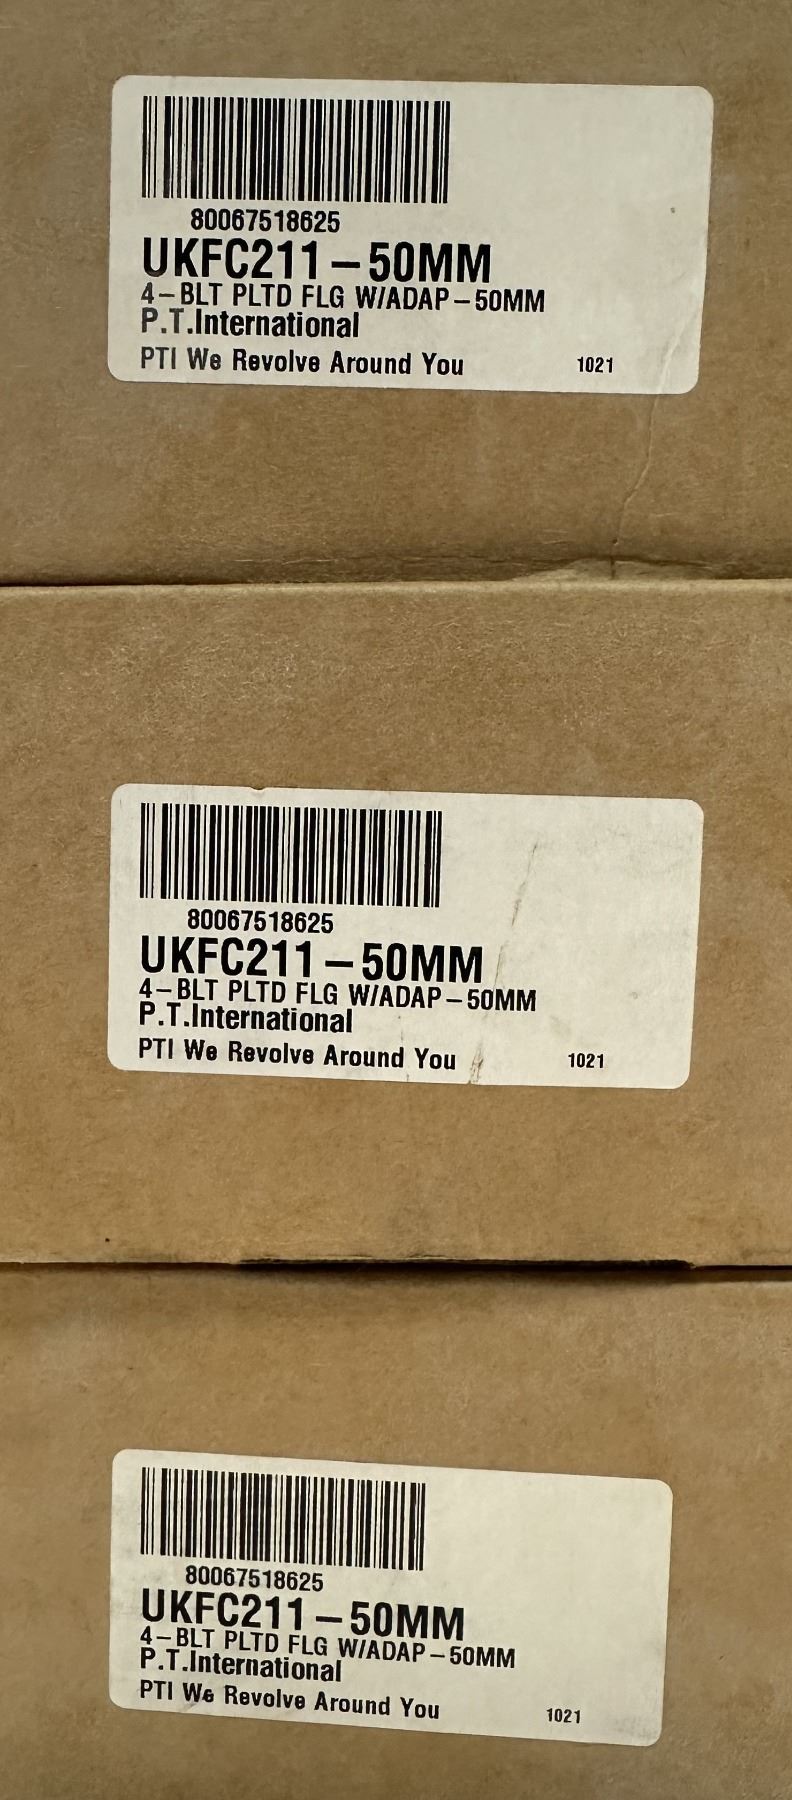 80067518625
UKFC211-50MM
4-BLT PLTD FLG W/ADAP-50MM
P.T.International
PTI We Revolve Around You 1021
80067518625
UKFC211-50MM
4-BLT PLTD FLG W/ADAP-50MM
P.T.International
PTI We Revolve Around You 1021
80067518625
UKFC211-50MM
4-BLT PLTD FLG W/ADAP-50MM
P.T.International
PTI We Revolve Around You 1021